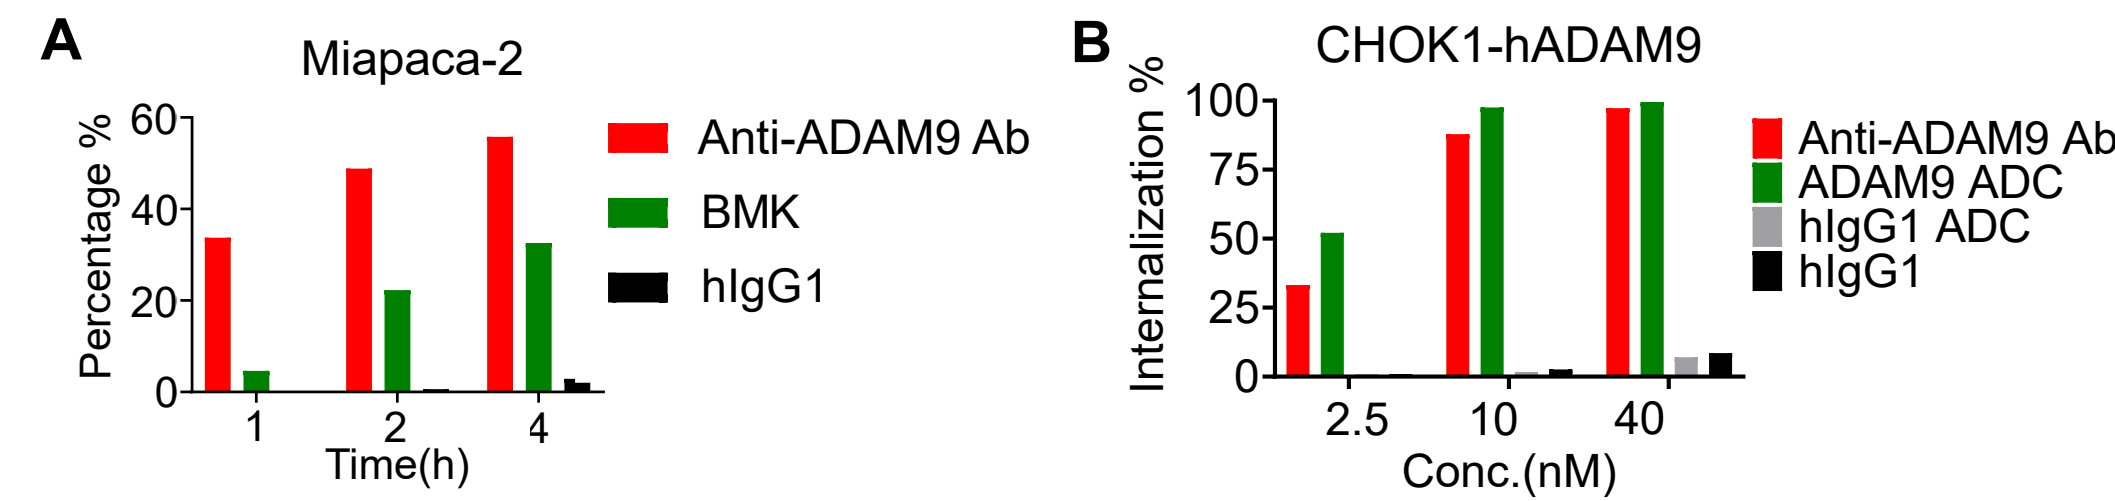 A
Miapaca-2
Percentage %
60
40
20
0
1 2 4
Time(h)
Anti-ADAM9 Ab
BMK
hIgG1
B
CHOK1-hADAM9
Internalization %
100
75
50
25
0
2.5 10 40
Conc.(nM)
Anti-ADAM9 Ab
ADAM9 ADC
hIgG1 ADC
hIgG1